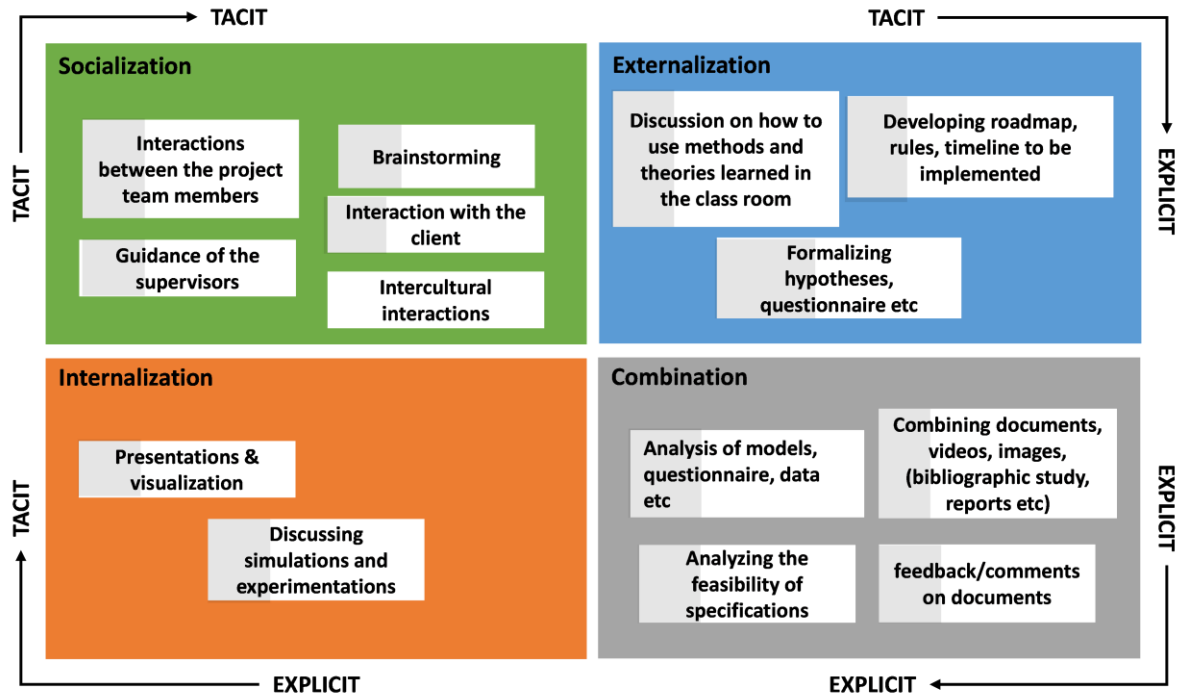 TACIT
TACIT
TACIT
EXPLICIT
Socialization
Interactions
between the project
team members
Brainstorming
Interaction with the
client
Guidance of the
supervisors
Intercultural
interactions
Externalization
Discussion on how to
use methods and
theories learned in
the class room
Developing roadmap,
rules, timeline to be
implemented
Formalizing
hypotheses,
questionnaire etc
Internalization
Presentations &
visualization
Discussing
simulations and
experimentations
TACIT
EXPLICIT
Combination
Analysis of models,
questionnaire, data
etc
Combining documents,
videos, images,
(bibliographic study,
reports etc)
Analyzing the
feasibility of
specifications
feedback/comments
on documents
EXPLICIT
EXPLICIT